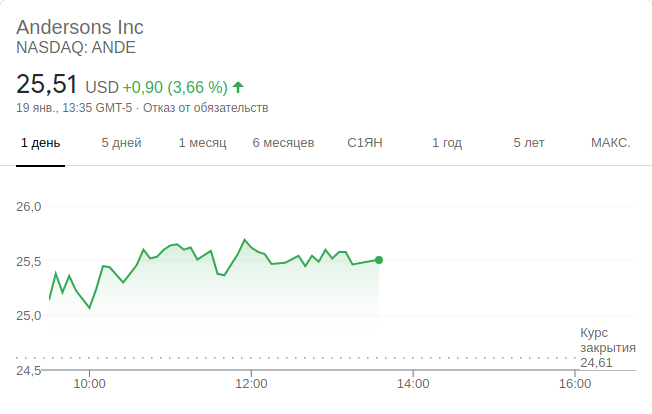 Andersons Inc
NASDAQ: ANDE
25,51 USD +0,90 (3,66 %)
19 янв., 13:35 GMT-5 · Отказ от обязательств
1 день 5 дней 1 месяц 6 месяцев С1ЯН 1 год 5 лет МАКС.
26,0
25,5
25,0
Курс
закрытия
24,61
24,5
10:00 12:00 14:00 16:00